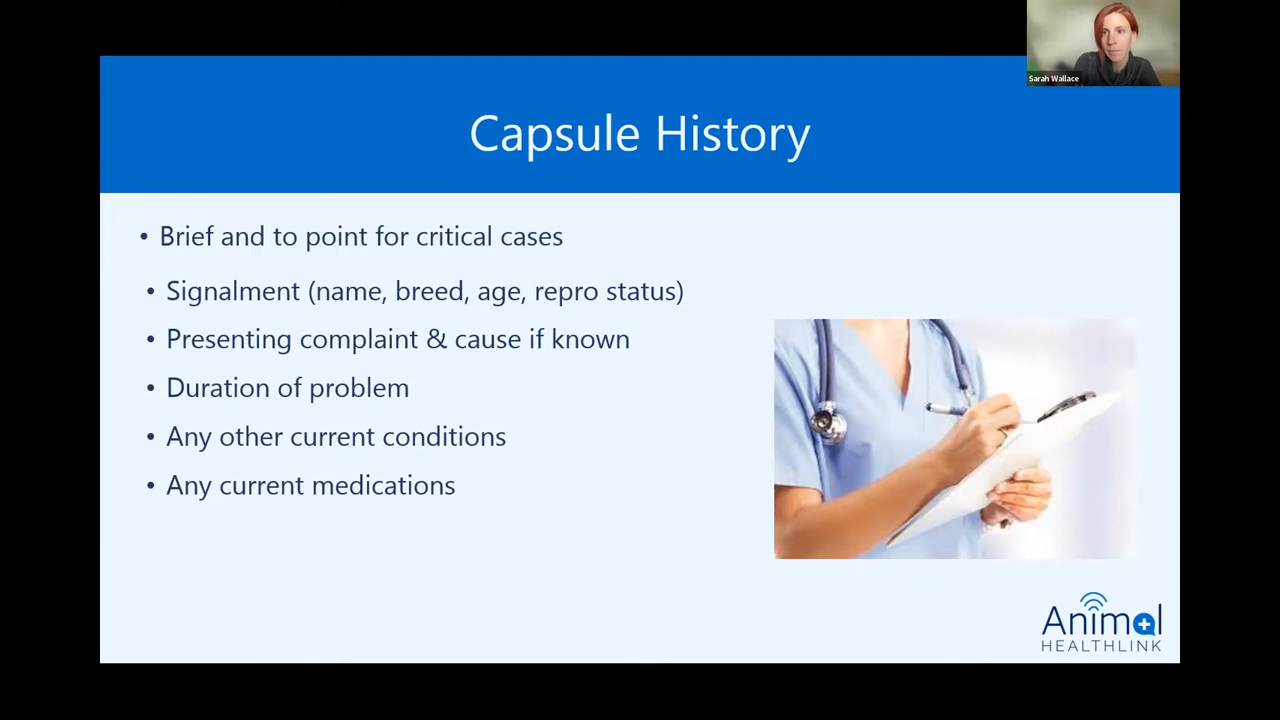 Sarah Wallace
Capsule History
• Brief and to point for critical cases
• Signalment (name, breed, age, repro status)
• Presenting complaint & cause if known
• Duration of problem
• Any other current conditions
• Any current medications
Animal
HEALTHLINK